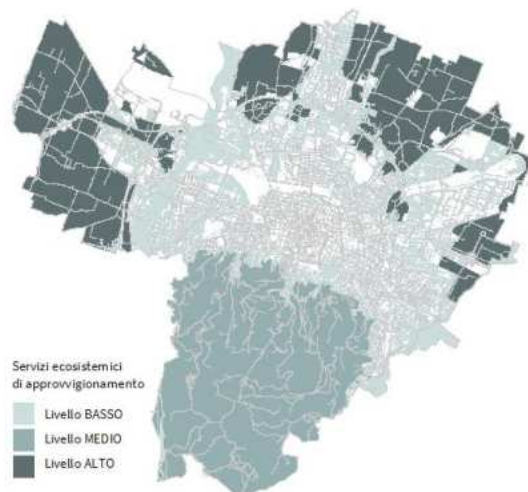 Servizi ecosistemici
di approvvigionamento
Livello BASSO
Livello MEDIO
Livello ALTO